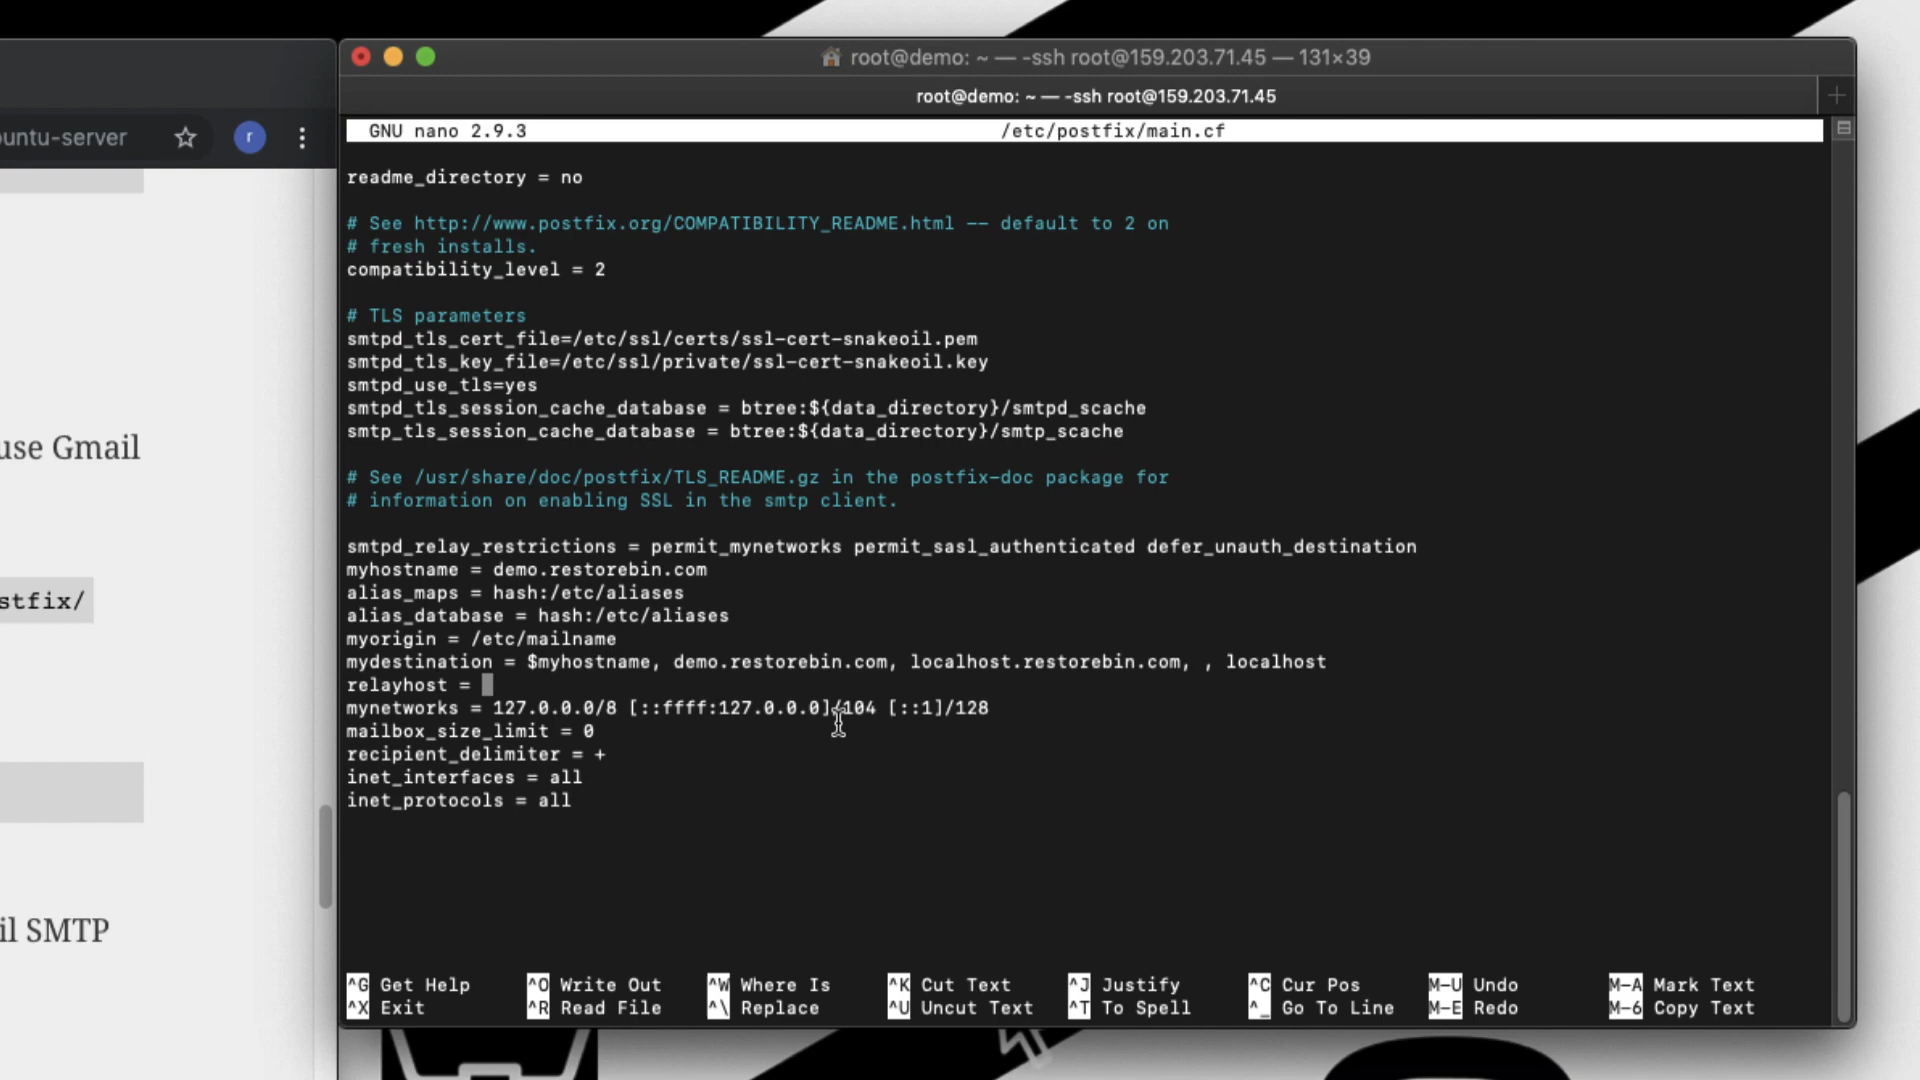 untu-server
r
use Gmail
stfix/
il SMTP
root@demo: ~ — -ssh root@159.203.71.45 — 131×39
root@demo: ~ — -ssh root@159.203.71.45
GNU nano 2.9.3 /etc/postfix/main.cf
readme_directory = no
# See http://www.postfix.org/COMPATIBILITY_README.html -- default to 2 on
# fresh installs.
compatibility_level = 2
# TLS parameters
smtpd_tls_cert_file=/etc/ssl/certs/ssl-cert-snakeoil.pem
smtpd_tls_key_file=/etc/ssl/private/ssl-cert-snakeoil.key
smtpd_use_tls=yes
smtpd_tls_session_cache_database = btree:${data_directory}/smtpd_scache
smtp_tls_session_cache_database = btree:${data_directory}/smtp_scache
# See /usr/share/doc/postfix/TLS_README.gz in the postfix-doc package for
# information on enabling SSL in the smtp client.
smtpd_relay_restrictions = permit_mynetworks permit_sasl_authenticated defer_unauth_destination
myhostname = demo.restorebin.com
alias_maps = hash:/etc/aliases
alias_database = hash:/etc/aliases
myorigin = /etc/mailname
mydestination = $myhostname, demo.restorebin.com, localhost.restorebin.com, , localhost
relayhost =
mynetworks = 127.0.0.0/8 [::ffff:127.0.0.0]/104 [::1]/128
mailbox_size_limit = 0
recipient_delimiter = +
inet_interfaces = all
inet_protocols = all
^G Get Help ^O Write Out ^W Where Is ^K Cut Text ^J Justify ^C Cur Pos M-U Undo M-A Mark Text
^X Exit ^R Read File ^\ Replace ^U Uncut Text ^T To Spell ^_ Go To Line M-E Redo M-6 Copy Text